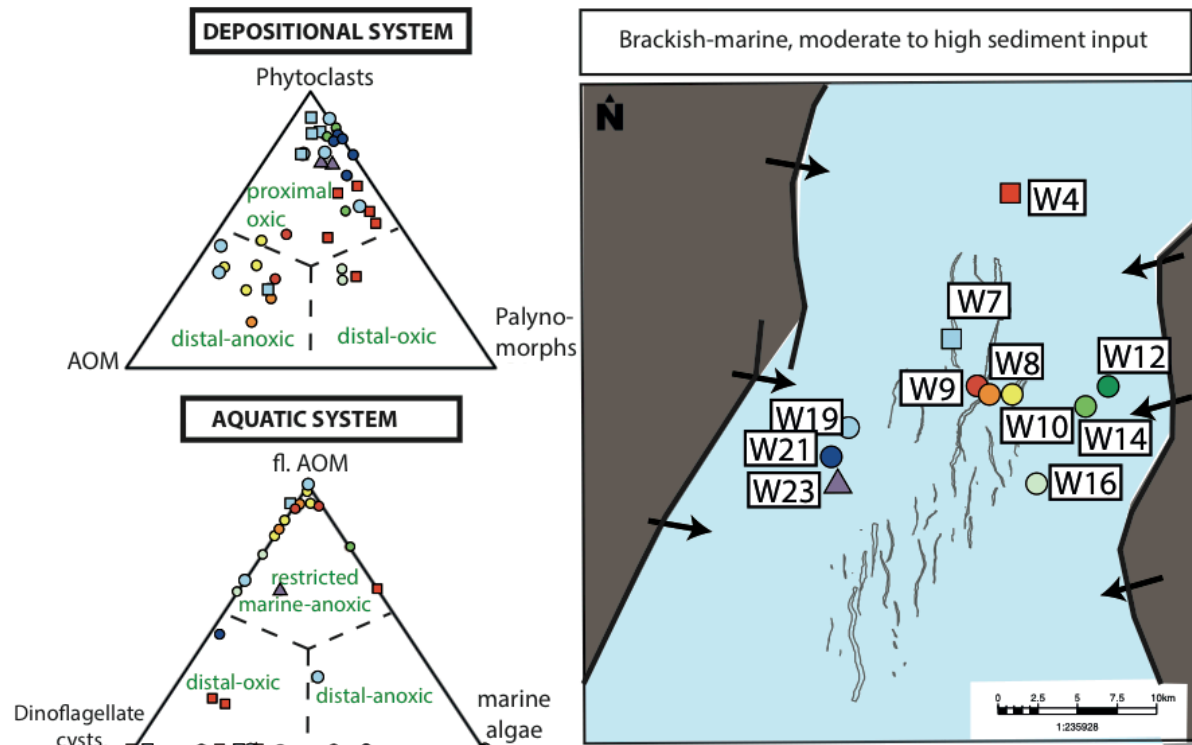 DEPOSITIONAL SYSTEM
Phytoclasts
proximal
oxic
distal-anoxic
distal-oxic
AOM
Palyno-
morphs
AQUATIC SYSTEM
fl. AOM
restricted
marine-anoxic
distal-oxic
distal-anoxic
Dinoflagellate
cysts
marine
algae
Brackish-marine, moderate to high sediment input
N
W4
W7
W8
W9
W12
W10
W14
W19
W21
W23
W16
0 2.5 5 7.5 10km
1:235928